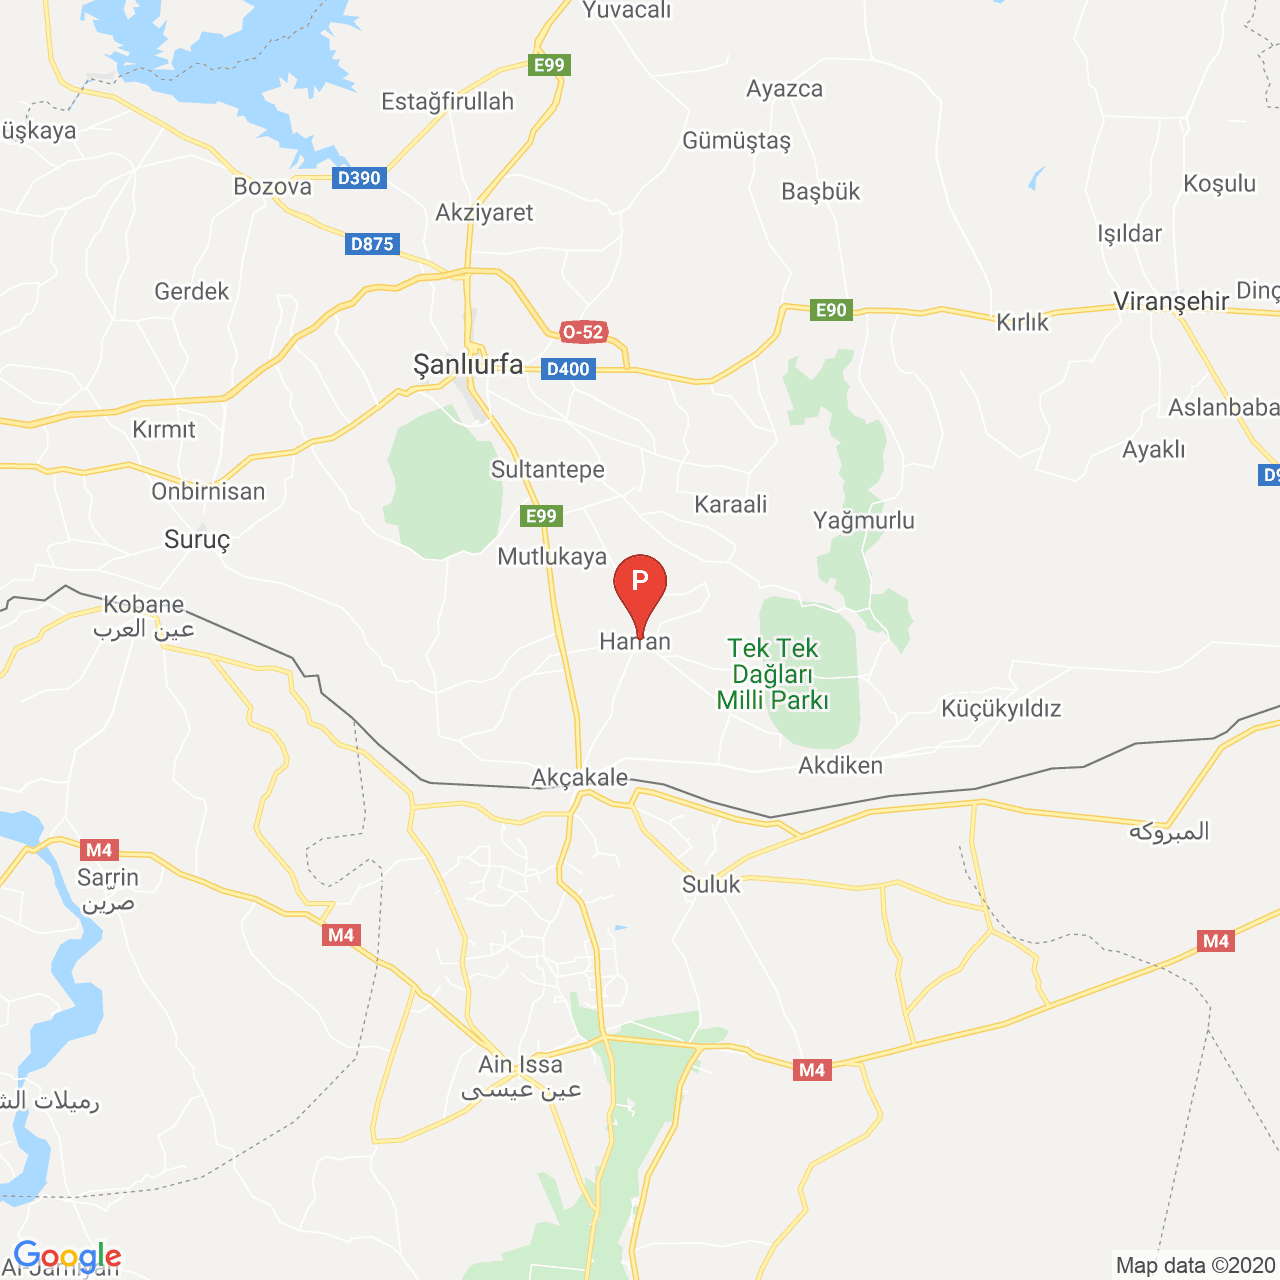 Yuvacalı
E99
Ayazca
Estağfirullah
üşkaya
Gümüştaş
D390
Bozova
Koşulu
Başbük
Akziyaret
Işıldar
D875
Gerdek
Dinç
Viranşehir
E90
Kırlık
O-52
Şanlıurfa
D400
Aslanbaba
Kırmıt
Ayaklı
Sultantepe
D9
Onbirnisan
Karaali
E99
Yağmurlu
Suruç
Mutlukaya
P
Kobane
عين العرب
Harran
Tek Tek
Dağları
Milli Parkı
Küçükyıldız
Akdiken
Akçakale
المبروكه
M4
Sarrin
صرّين
Suluk
M4
M4
Ain Issa
عين عيسى
M4
رميلات الش
Google
Al Jarniyah
Map data ©2020